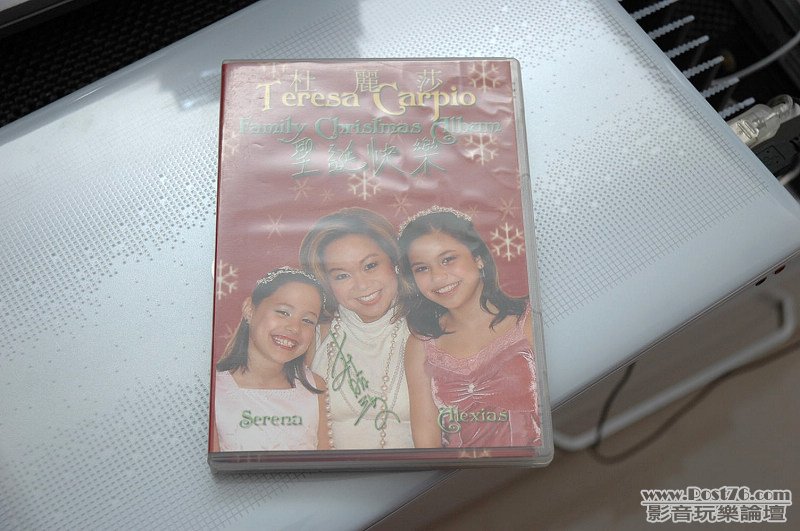 杜麗莎
Teresa Carpio
Family Christmas Album
聖誕快樂
Serena
Alexias
www.Post76.com
影音玩樂論壇